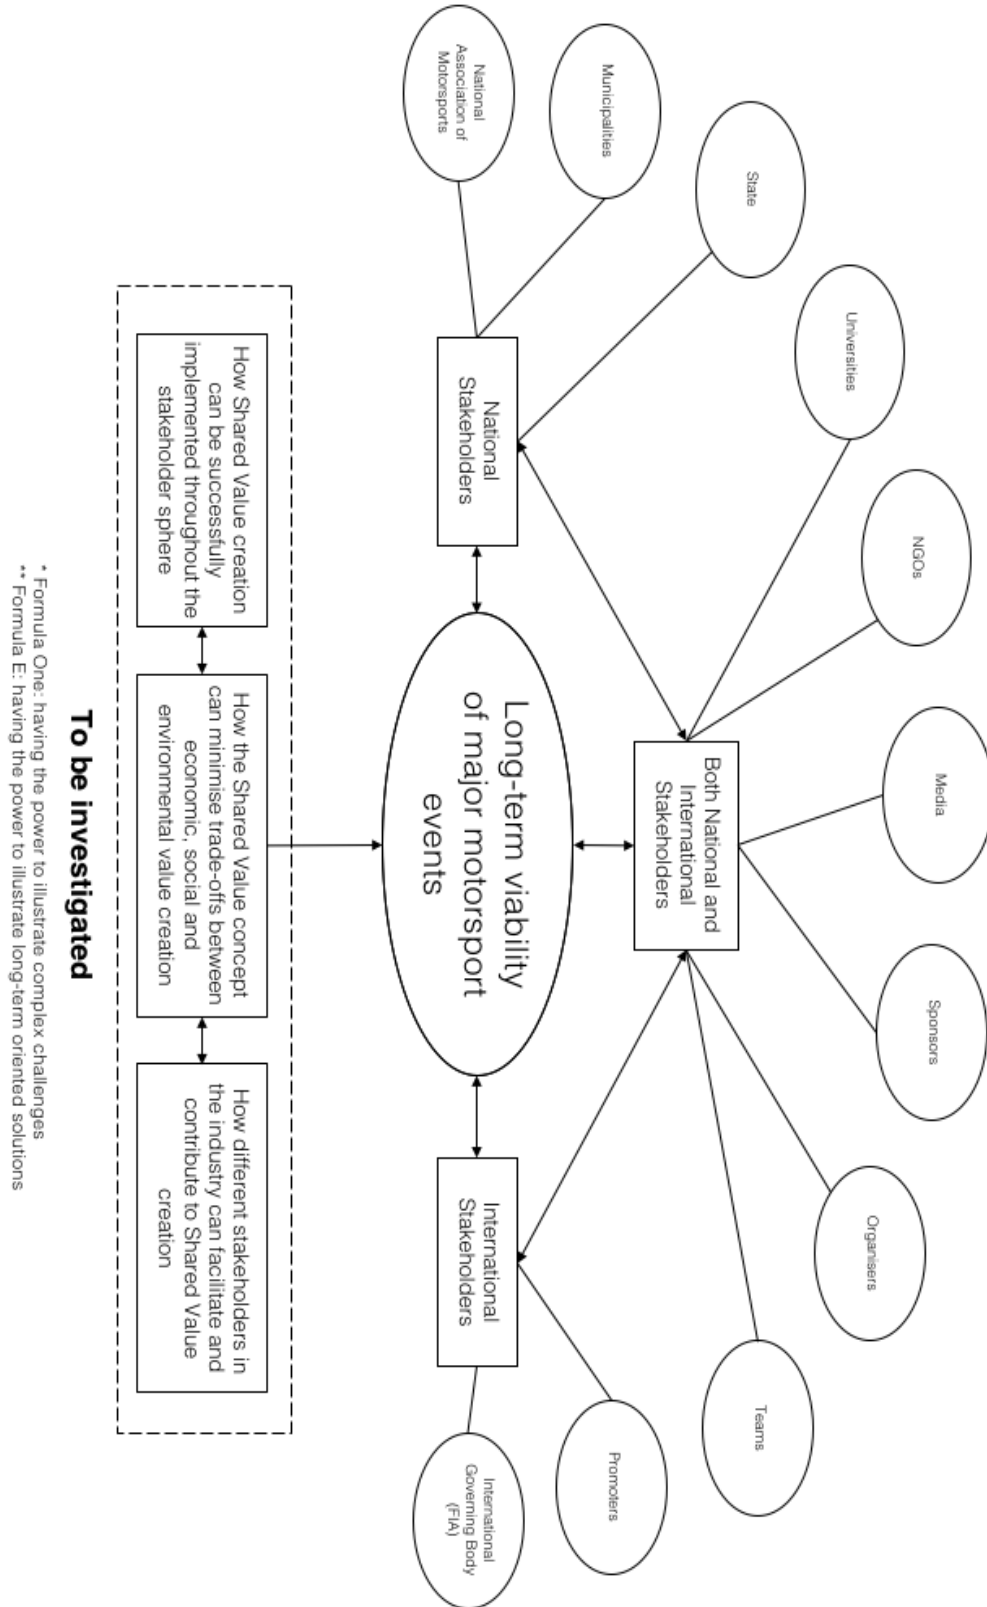 Media
Sponsors
NGOs
Organisers
Universities
Teams
State
Both National and
International
Stakeholders
Municipalities
Promoters
National
Association of
Motorsports
International
Governing Body
(FIA)
National
Stakeholders
Long-term viability
of major motorsport
events
International
Stakeholders
How Shared Value creation
can be successfully
implemented throughout the
stakeholder sphere
How the Shared Value concept
can minimise trade-offs between
economic, social and
environmental value creation
How different stakeholders in
the industry can facilitate and
contribute to Shared Value
creation
To be investigated
* Formula One: having the power to illustrate complex challenges
** Formula E: having the power to illustrate long-term oriented solutions